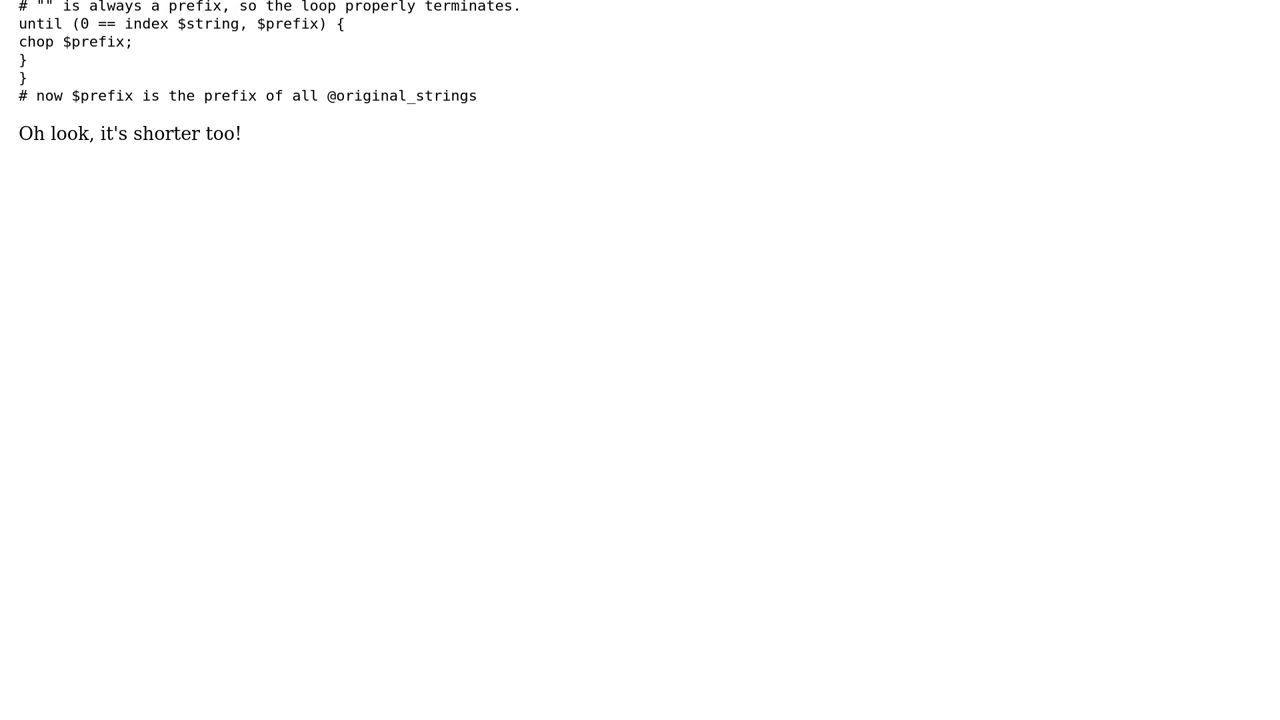 # "" is always a prefix, so the loop properly terminates.
until (0 == index $string, $prefix) {
chop $prefix;
}
}
# now $prefix is the prefix of all @original_strings
Oh look, it's shorter too!